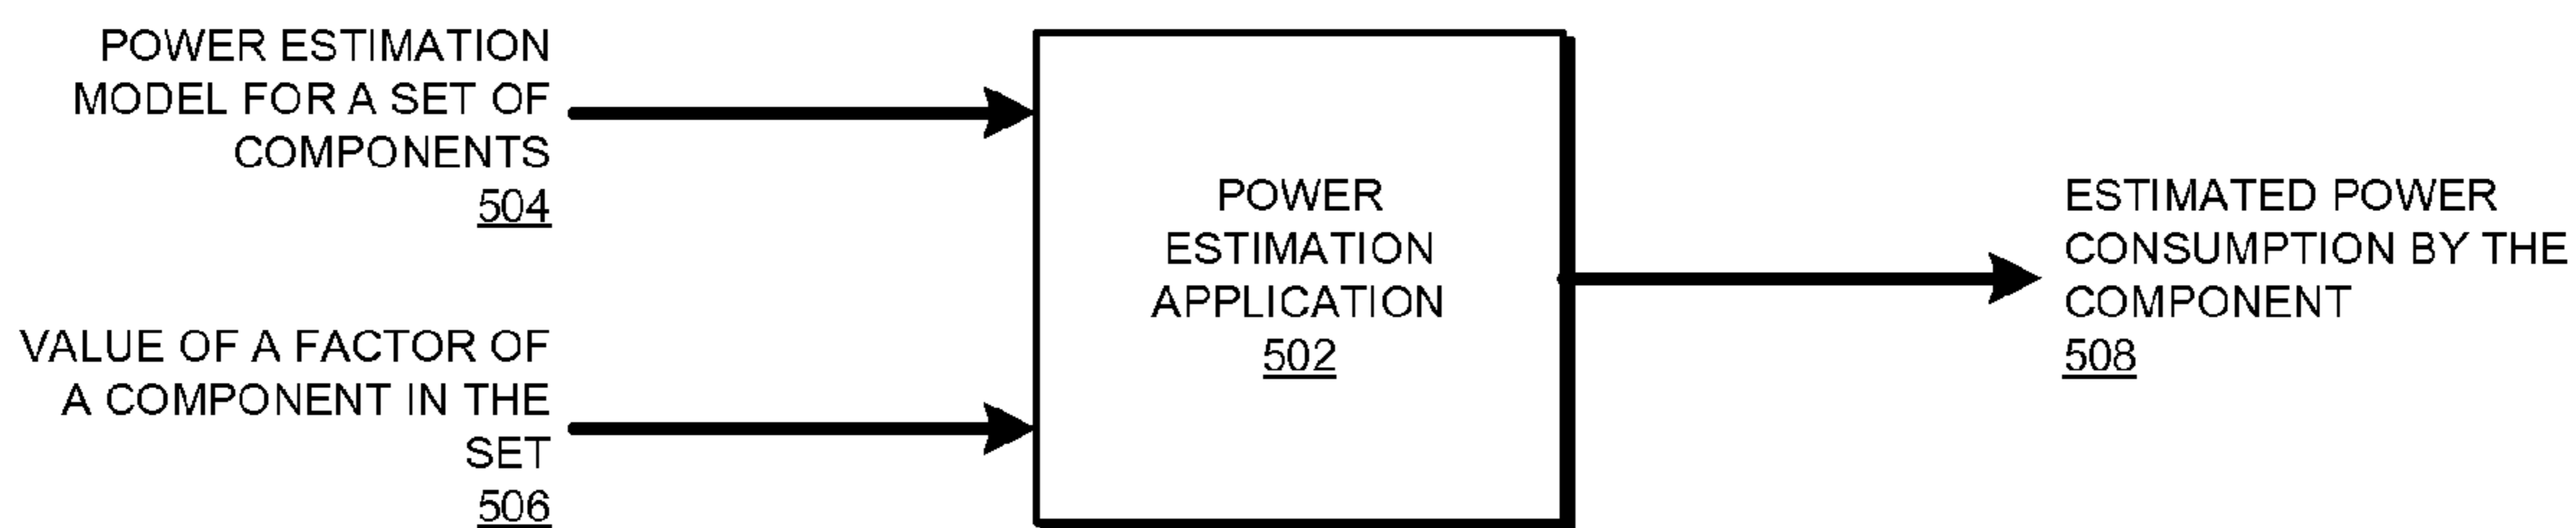 POWER ESTIMATION
MODEL FOR A SET OF
COMPONENTS
504
VALUE OF A FACTOR OF
A COMPONENT IN THE
SET
506
POWER
ESTIMATION
APPLICATION
502
ESTIMATED POWER
CONSUMPTION BY THE
COMPONENT
508